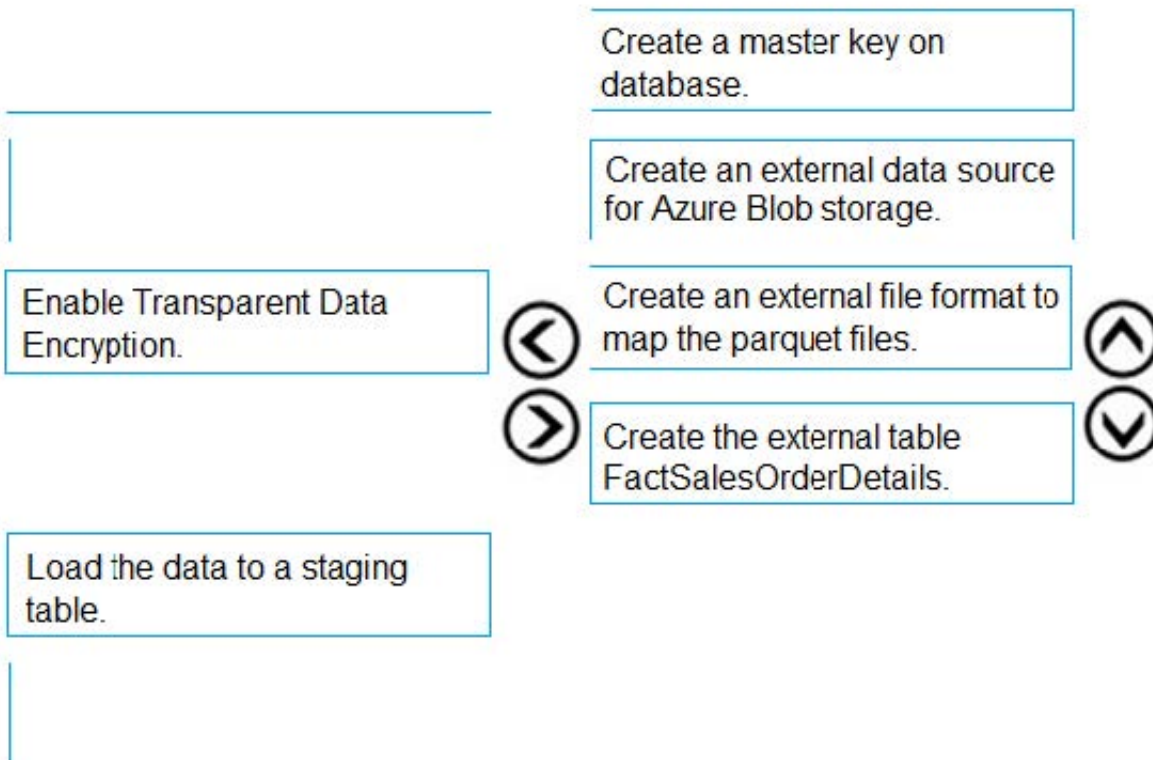 Create a master key on
database.
Create an external data source
for Azure Blob storage.
Enable Transparent Data
Encryption.
Create an external file format to
map the parquet files.
Create the external table
FactSalesOrderDetails.
Load the data to a staging
table.